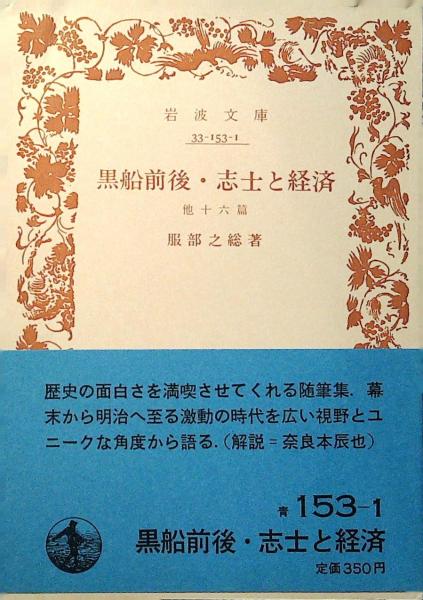 岩波文庫
33-153-1
黒船前後・志士と経済
他十六篇
服部之総著
歴史の面白さを満喫させてくれる随筆集. 幕
末から明治へ至る激動の時代を広い視野とユ
ニークな角度から語る.(解説=奈良本辰也)
青 153-1
黒船前後・志士と経済
定価350円